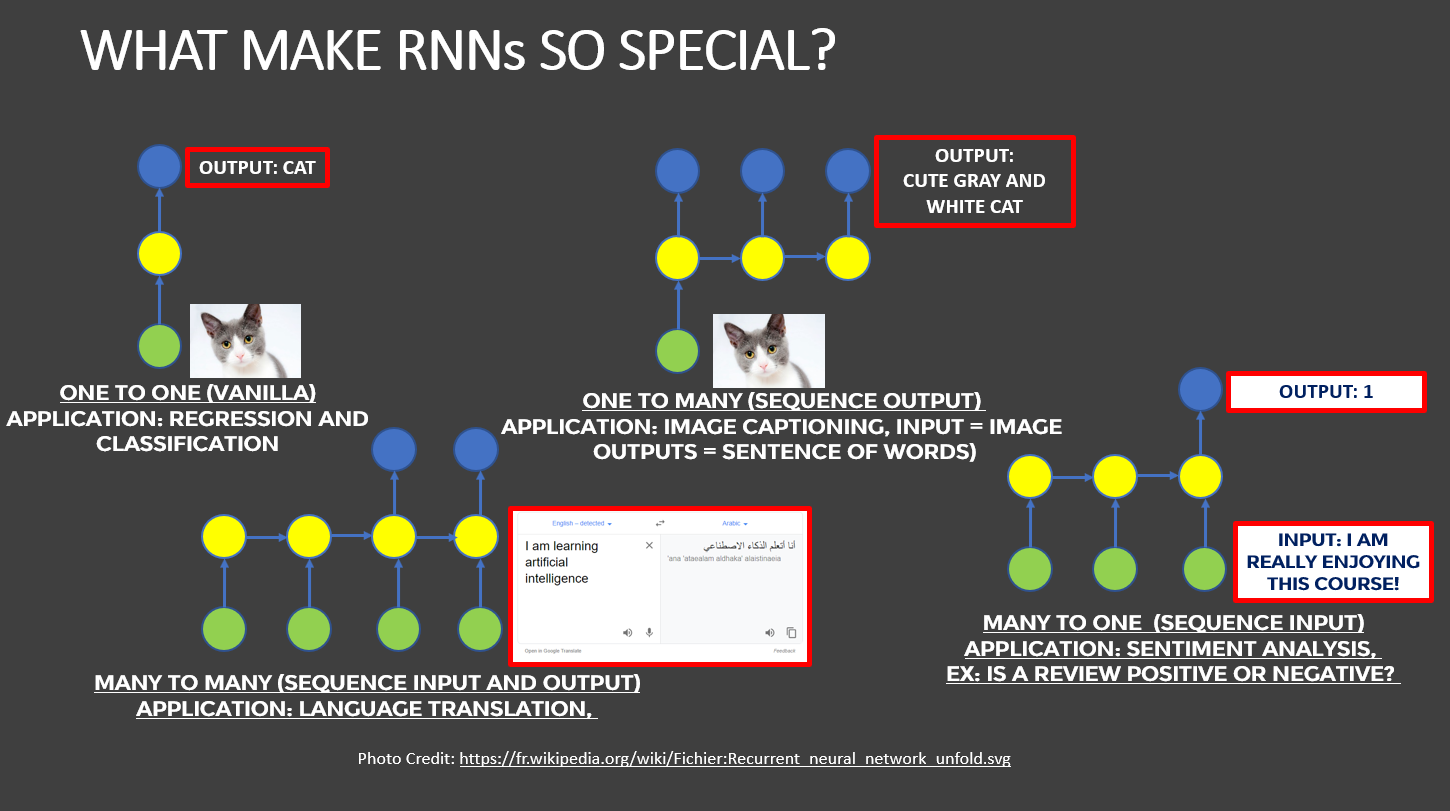 WHAT MAKE RNNs SO SPECIAL?
OUTPUT: CAT
ONE TO ONE (VANILLA)
APPLICATION: REGRESSION AND
CLASSIFICATION
OUTPUT:
CUTE GRAY AND
WHITE CAT
ONE TO MANY (SEQUENCE OUTPUT)
APPLICATION: IMAGE CAPTIONING, INPUT = IMAGE
OUTPUTS = SENTENCE OF WORDS)
English – detected
Arabic
I am learning
artificial
intelligence
أنا أتعلم الذكاء الاصطناعي
'ana 'ataealam aldhaka' alaistinaeia
Open in Google Translate
Feedback
MANY TO MANY (SEQUENCE INPUT AND OUTPUT)
APPLICATION: LANGUAGE TRANSLATION,
OUTPUT: 1
INPUT: I AM
REALLY ENJOYING
THIS COURSE!
MANY TO ONE (SEQUENCE INPUT)
APPLICATION: SENTIMENT ANALYSIS,
EX: IS A REVIEW POSITIVE OR NEGATIVE?
Photo Credit: https://fr.wikipedia.org/wiki/Fichier:Recurrent_neural_network_unfold.svg